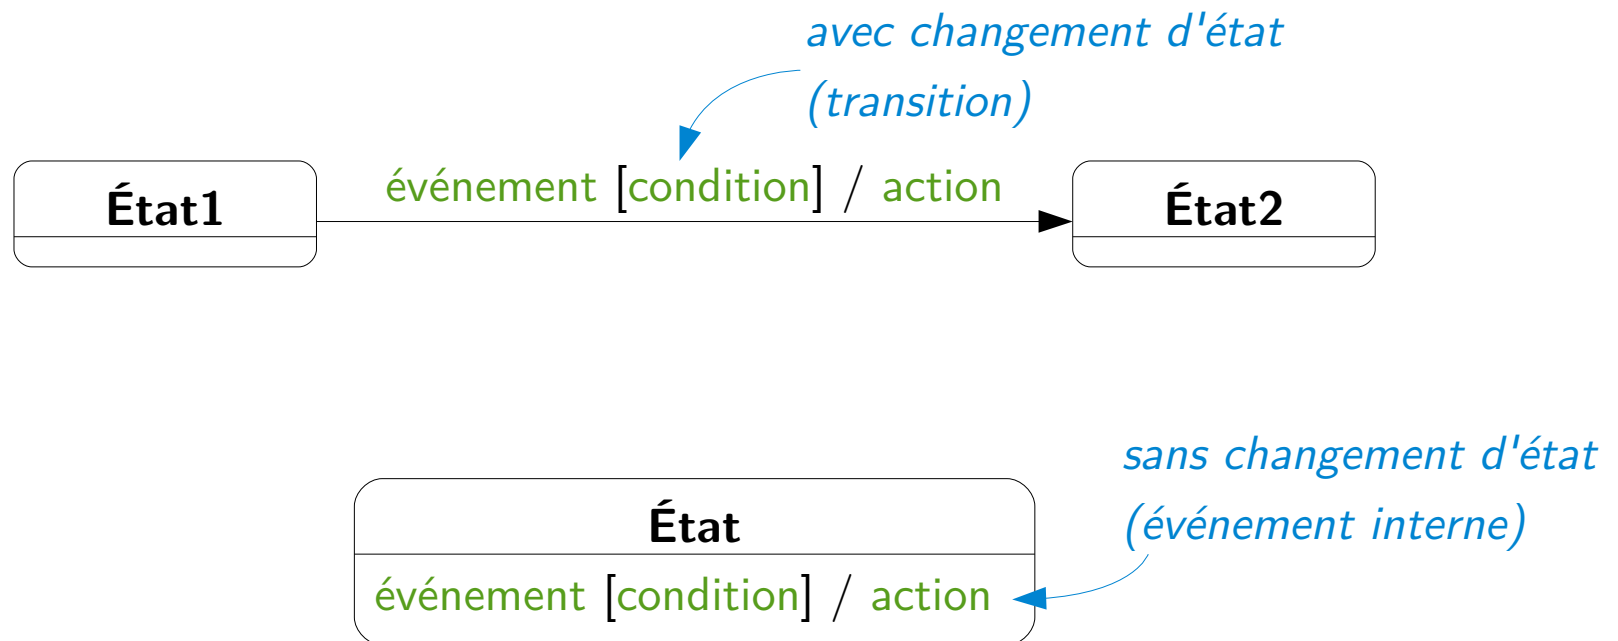 avec changement d'état
(transition)
État1
événement [condition] / action
État2
sans changement d'état
(événement interne)
État
événement [condition] / action